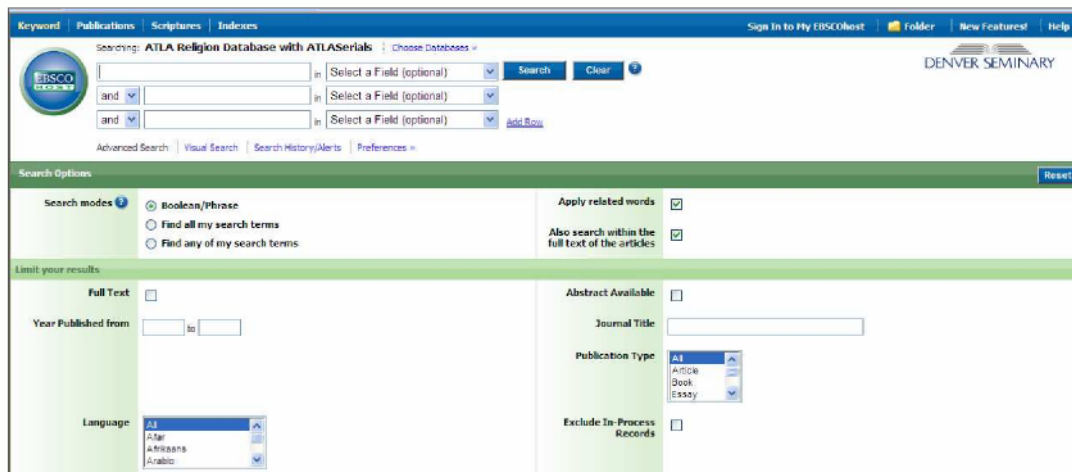 Keyword Publications Scriptures Indexes Sign In to My EBSCOhost Folder New Features! Help
Searching: ATLA Religion Database with ATLASerials Choose Databases »
EBSCO HOST
in Select a Field (optional) Search Clear ?
DENVER SEMINARY
and in Select a Field (optional)
and in Select a Field (optional) Add Row
Advanced Search Visual Search Search History/Alerts Preferences »
Search Options Reset
Search modes ? Boolean/Phrase Apply related words
Find all my search terms
Find any of my search terms
Also search within the
full text of the articles
Limit your results
Full Text Abstract Available
Year Published from to Journal Title
Publication Type All
Article
Book
Essay
Language All
Afar
Afrikaans
Arabic
Exclude In-Process
Records